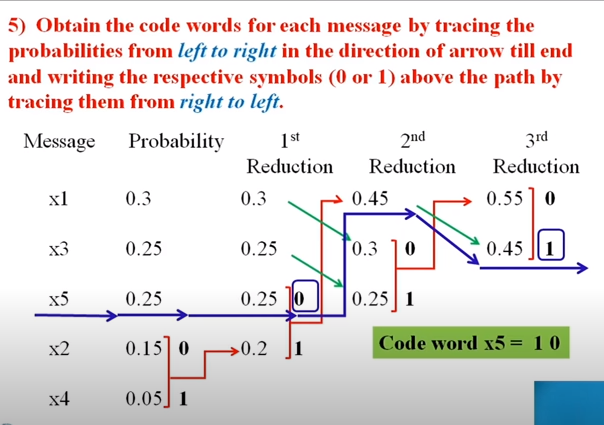 5) Obtain the code words for each message by tracing the
probabilities from left to right in the direction of arrow till end
and writing the respective symbols (0 or 1) above the path by
tracing them from right to left.
Message Probability 1st 2nd 3rd
Reduction Reduction Reduction
x1 0.3 0.3 0.45 0.55 0
x3 0.25 0.25 0.3 0 0.45 1
x5 0.25 0.25 0 0.25 1
x2 0.15 0 0.2 1 Code word x5 = 1 0
x4 0.05 1